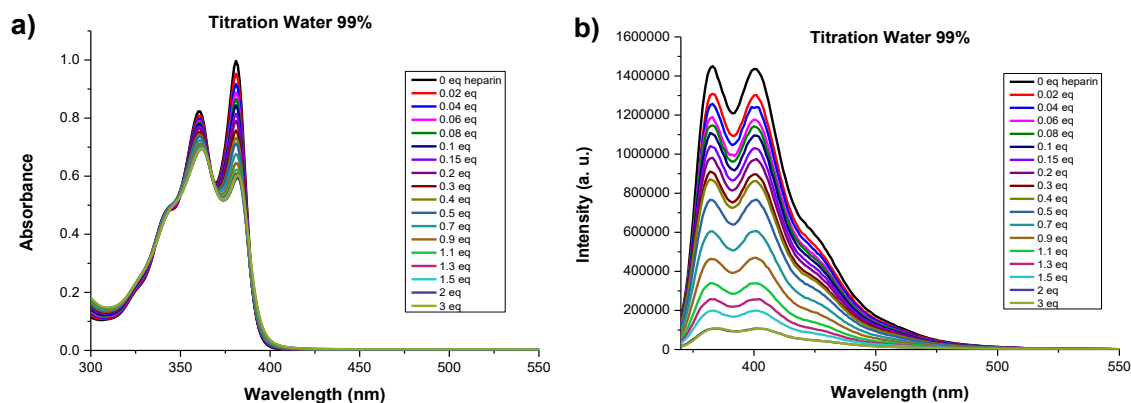 a)
Titration Water 99%
Absorbance
1.0
0.8
0.6
0.4
0.2
0.0
300
350
400
450
500
550
Wavelength (nm)
0 eq heparin
0.02 eq
0.04 eq
0.06 eq
0.08 eq
0.1 eq
0.15 eq
0.2 eq
0.3 eq
0.4 eq
0.5 eq
0.7 eq
0.9 eq
1.1 eq
1.3 eq
1.5 eq
2 eq
3 eq
b)
Titration Water 99%
Intensity (a. u.)
1600000
1400000
1200000
1000000
800000
600000
400000
200000
0
400
450
500
550
Wavelength (nm)
0 eq heparin
0.02 eq
0.04 eq
0.06 eq
0.08 eq
0.1 eq
0.15 eq
0.2 eq
0.3 eq
0.4 eq
0.5 eq
0.7 eq
0.9 eq
1.1 eq
1.3 eq
1.5 eq
2 eq
3 eq